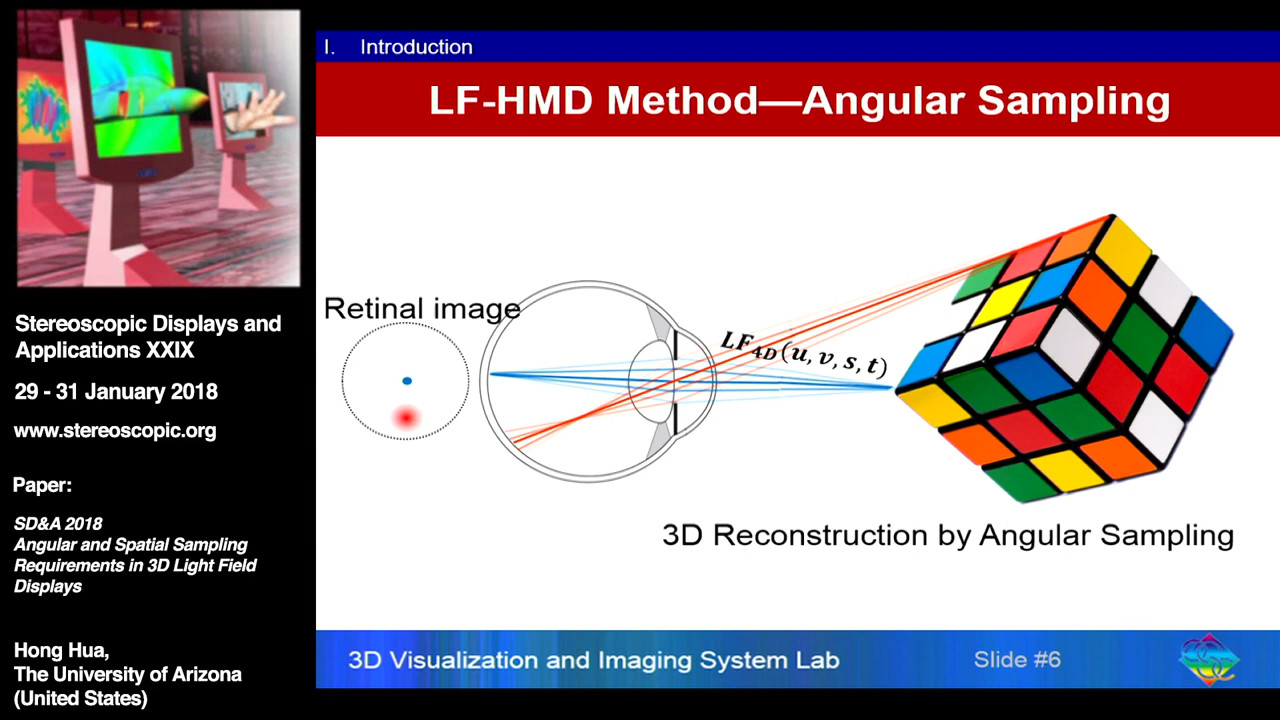 Stereoscopic Displays and
Applications XXIX
29 - 31 January 2018
www.stereoscopic.org
Paper:
SD&A 2018
Angular and Spatial Sampling
Requirements in 3D Light Field
Displays
Hong Hua,
The University of Arizona
(United States)
I. Introduction
LF-HMD Method—Angular Sampling
Retinal image
LF4D(u, v, s, t)
3D Reconstruction by Angular Sampling
3D Visualization and Imaging System Lab
Slide #6